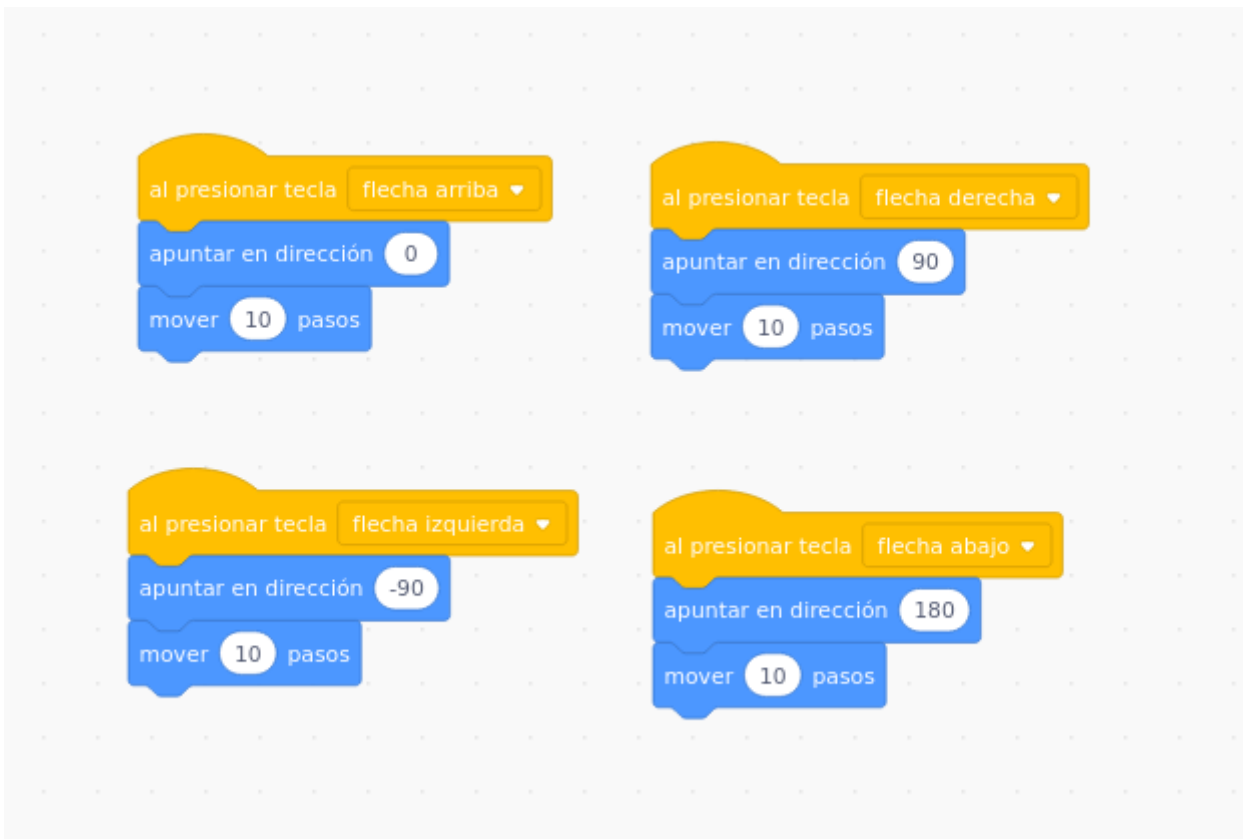 al presionar tecla flecha arriba
apuntar en dirección 0
mover 10 pasos
al presionar tecla flecha derecha
apuntar en dirección 90
mover 10 pasos
al presionar tecla flecha izquierda
apuntar en dirección -90
mover 10 pasos
al presionar tecla flecha abajo
apuntar en dirección 180
mover 10 pasos